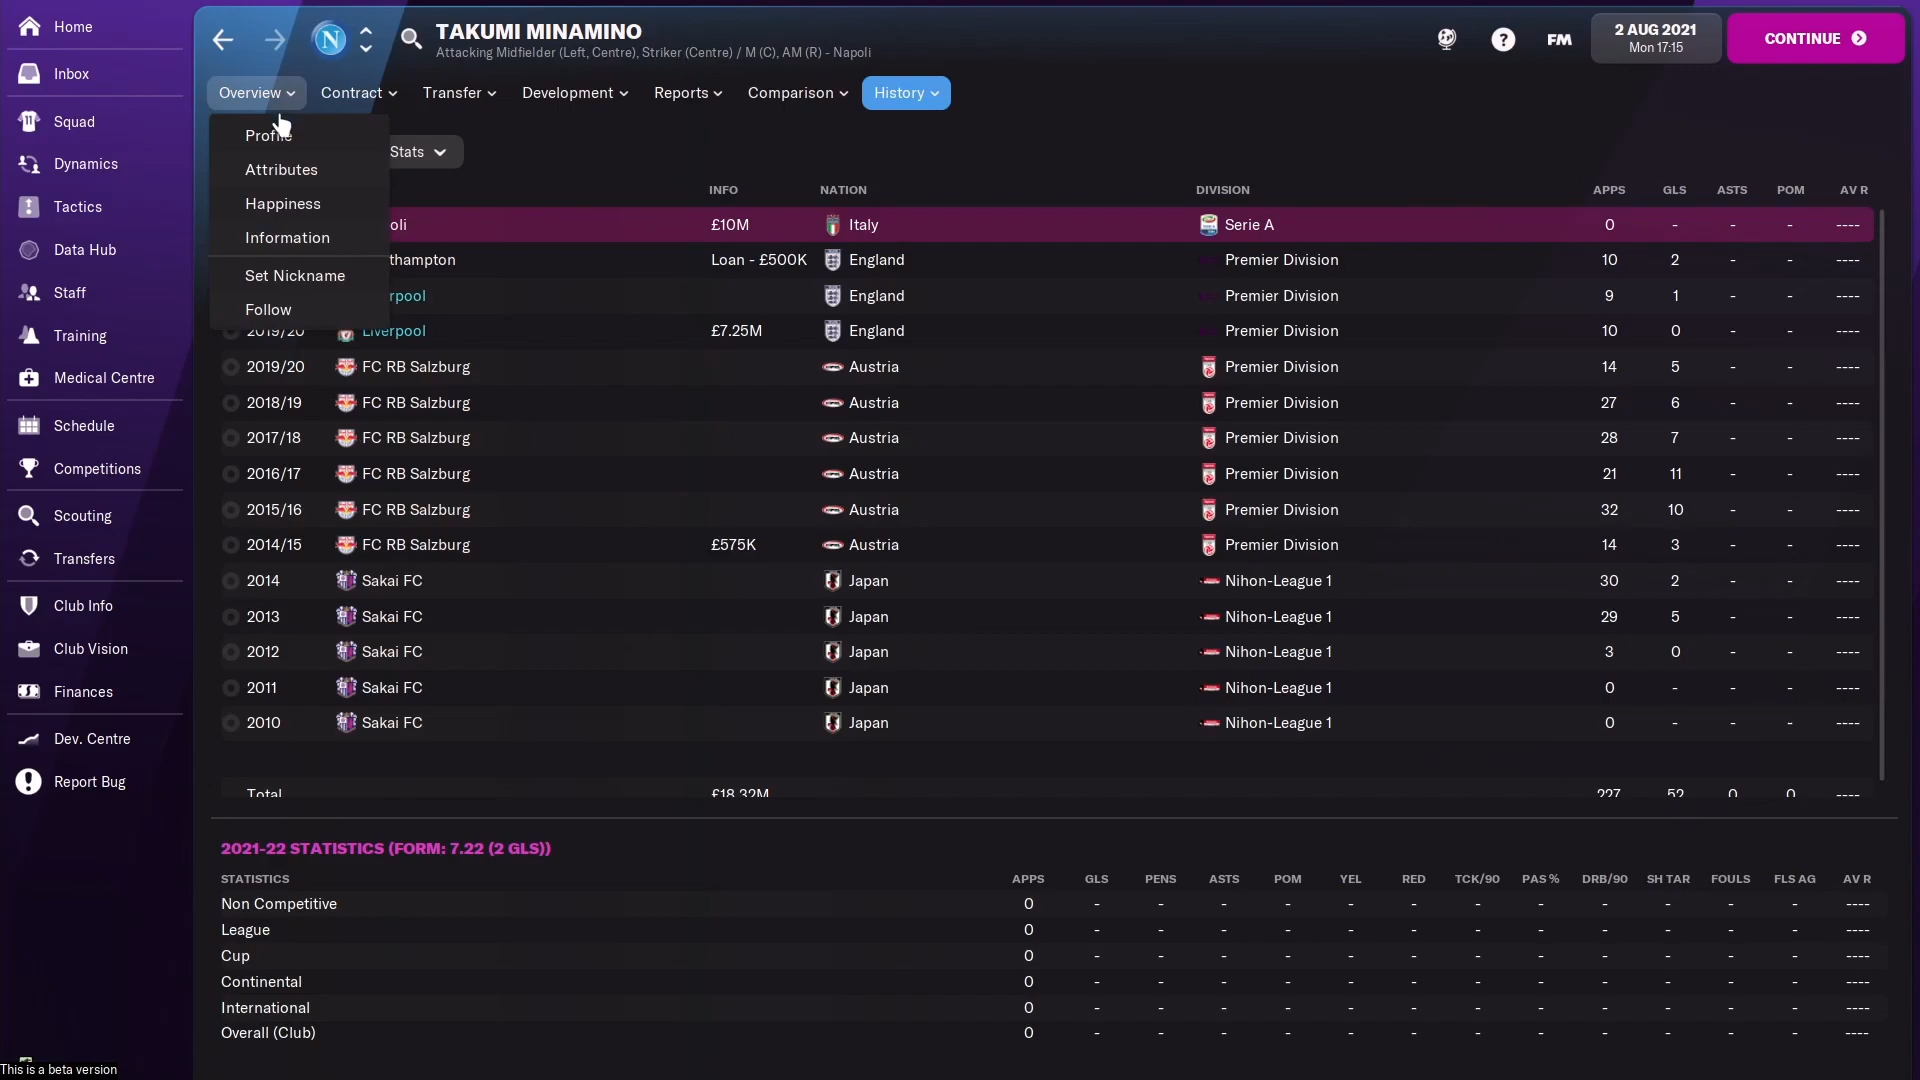 Home
Inbox
Squad
Dynamics
Tactics
Data Hub
Staff
Training
Medical Centre
Schedule
Competitions
Scouting
Transfers
Club Info
Club Vision
Finances
Dev. Centre
Report Bug
This is a beta version
N
TAKUMI MINAMINO
Attacking Midfielder (Left, Centre), Striker (Centre) / M (C), AM (R) - Napoli
?
FM
2 AUG 2021
Mon 17:15
CONTINUE
Overview Contract Transfer Development Reports Comparison History
Profile
Attributes
Happiness
Information
Set Nickname
Follow
Stats
INFO NATION DIVISION APPS GLS ASTS POM AV R
oli £10M Italy Serie A 0 - - - ----
thampton Loan - £500K England Premier Division 10 2 - - ----
rpool England Premier Division 9 1 - - ----
2019/20 Liverpool £7.25M England Premier Division 10 0 - - ----
2019/20 FC RB Salzburg Austria Premier Division 14 5 - - ----
2018/19 FC RB Salzburg Austria Premier Division 27 6 - - ----
2017/18 FC RB Salzburg Austria Premier Division 28 7 - - ----
2016/17 FC RB Salzburg Austria Premier Division 21 11 - - ----
2015/16 FC RB Salzburg Austria Premier Division 32 10 - - ----
2014/15 FC RB Salzburg £575K Austria Premier Division 14 3 - - ----
2014 Sakai FC Japan Nihon-League 1 30 2 - - ----
2013 Sakai FC Japan Nihon-League 1 29 5 - - ----
2012 Sakai FC Japan Nihon-League 1 3 0 - - ----
2011 Sakai FC Japan Nihon-League 1 0 - - - ----
2010 Sakai FC Japan Nihon-League 1 0 - - - ----
Total £18.32M 227 52 0 0 ----
2021-22 STATISTICS (FORM: 7.22 (2 GLS))
STATISTICS APPS GLS PENS ASTS POM YEL RED TCK/90 PAS % DRB/90 SH TAR FOULS FLS AG AV R
Non Competitive 0 - - - - - - - - - - - - ----
League 0 - - - - - - - - - - - - ----
Cup 0 - - - - - - - - - - - - ----
Continental 0 - - - - - - - - - - - - ----
International 0 - - - - - - - - - - - - ----
Overall (Club) 0 - - - - - - - - - - - - ----